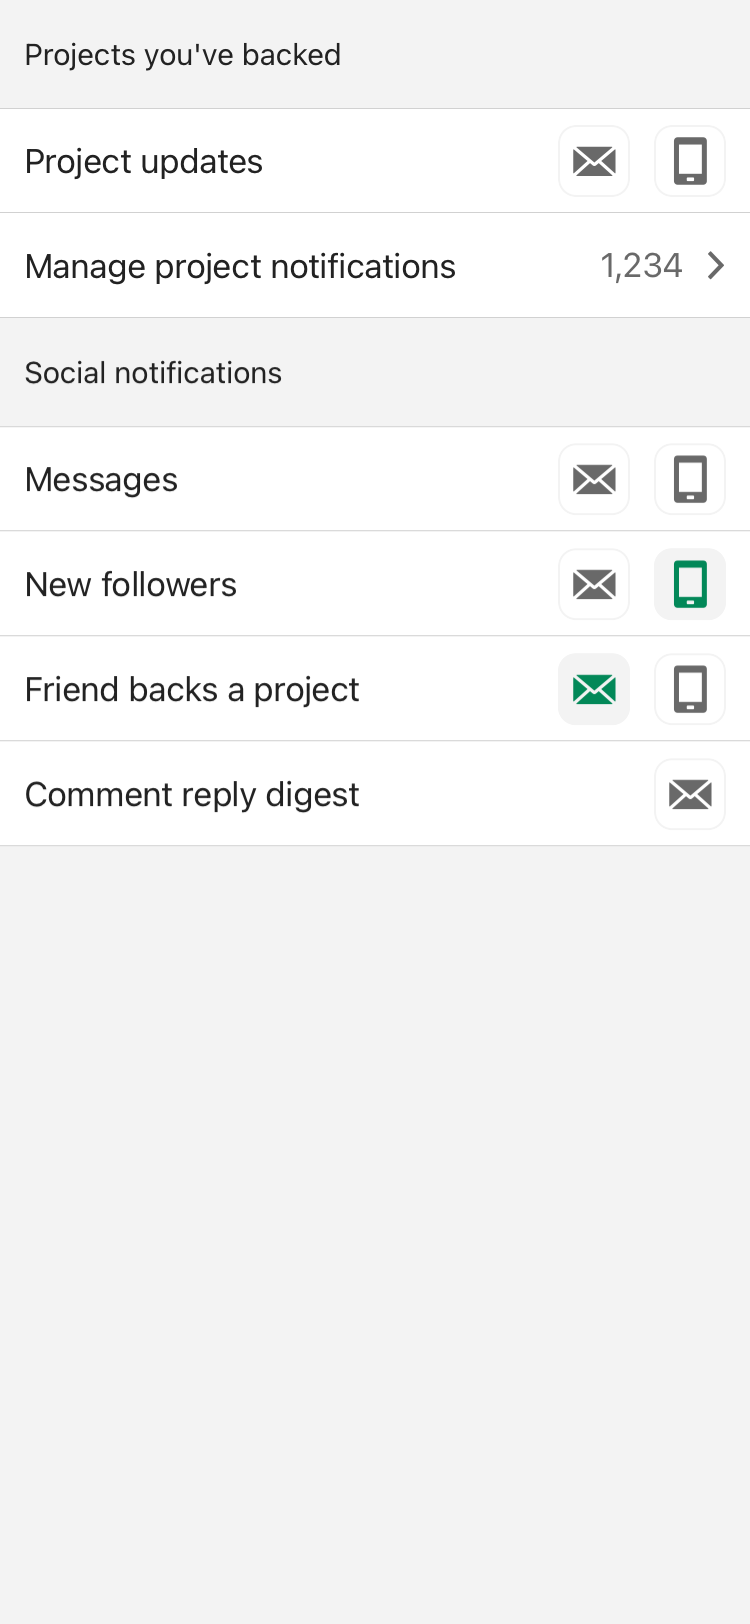 Projects you've backed
Project updates
Manage project notifications 1,234
Social notifications
Messages
New followers
Friend backs a project
Comment reply digest